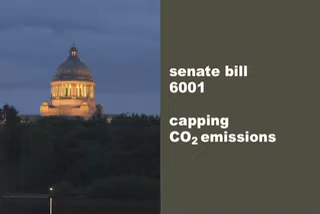 senate bill
6001
capping
CO₂ emissions